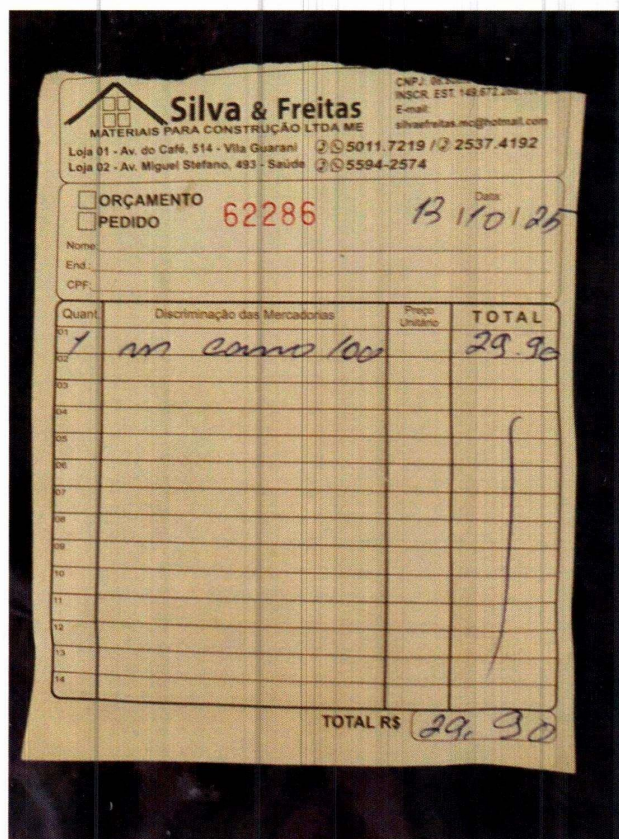 Silva & Freitas
MATERIAIS PARA CONSTRUÇÃO LTDA ME
CNPJ:
INSCR. EST. 149.672.
E-mail:
silvaefreitas.mc@hotmail.com
Loja 01 - Av. do Café, 514 - Vila Guarani 5011.7219 / 2537.4192
Loja 02 - Av. Miguel Stefano, 493 - Saúde 5594-2574
ORÇAMENTO
PEDIDO
62286
Data
13/10/25
Nome:
End.:
CPF:
Quant. Discriminação das Mercadorias Preço Unitário TOTAL
01 1 m cano 100 29.90
02
03
04
05
06
07
08
09
10
11
12
13
14
TOTAL R$ 29.90